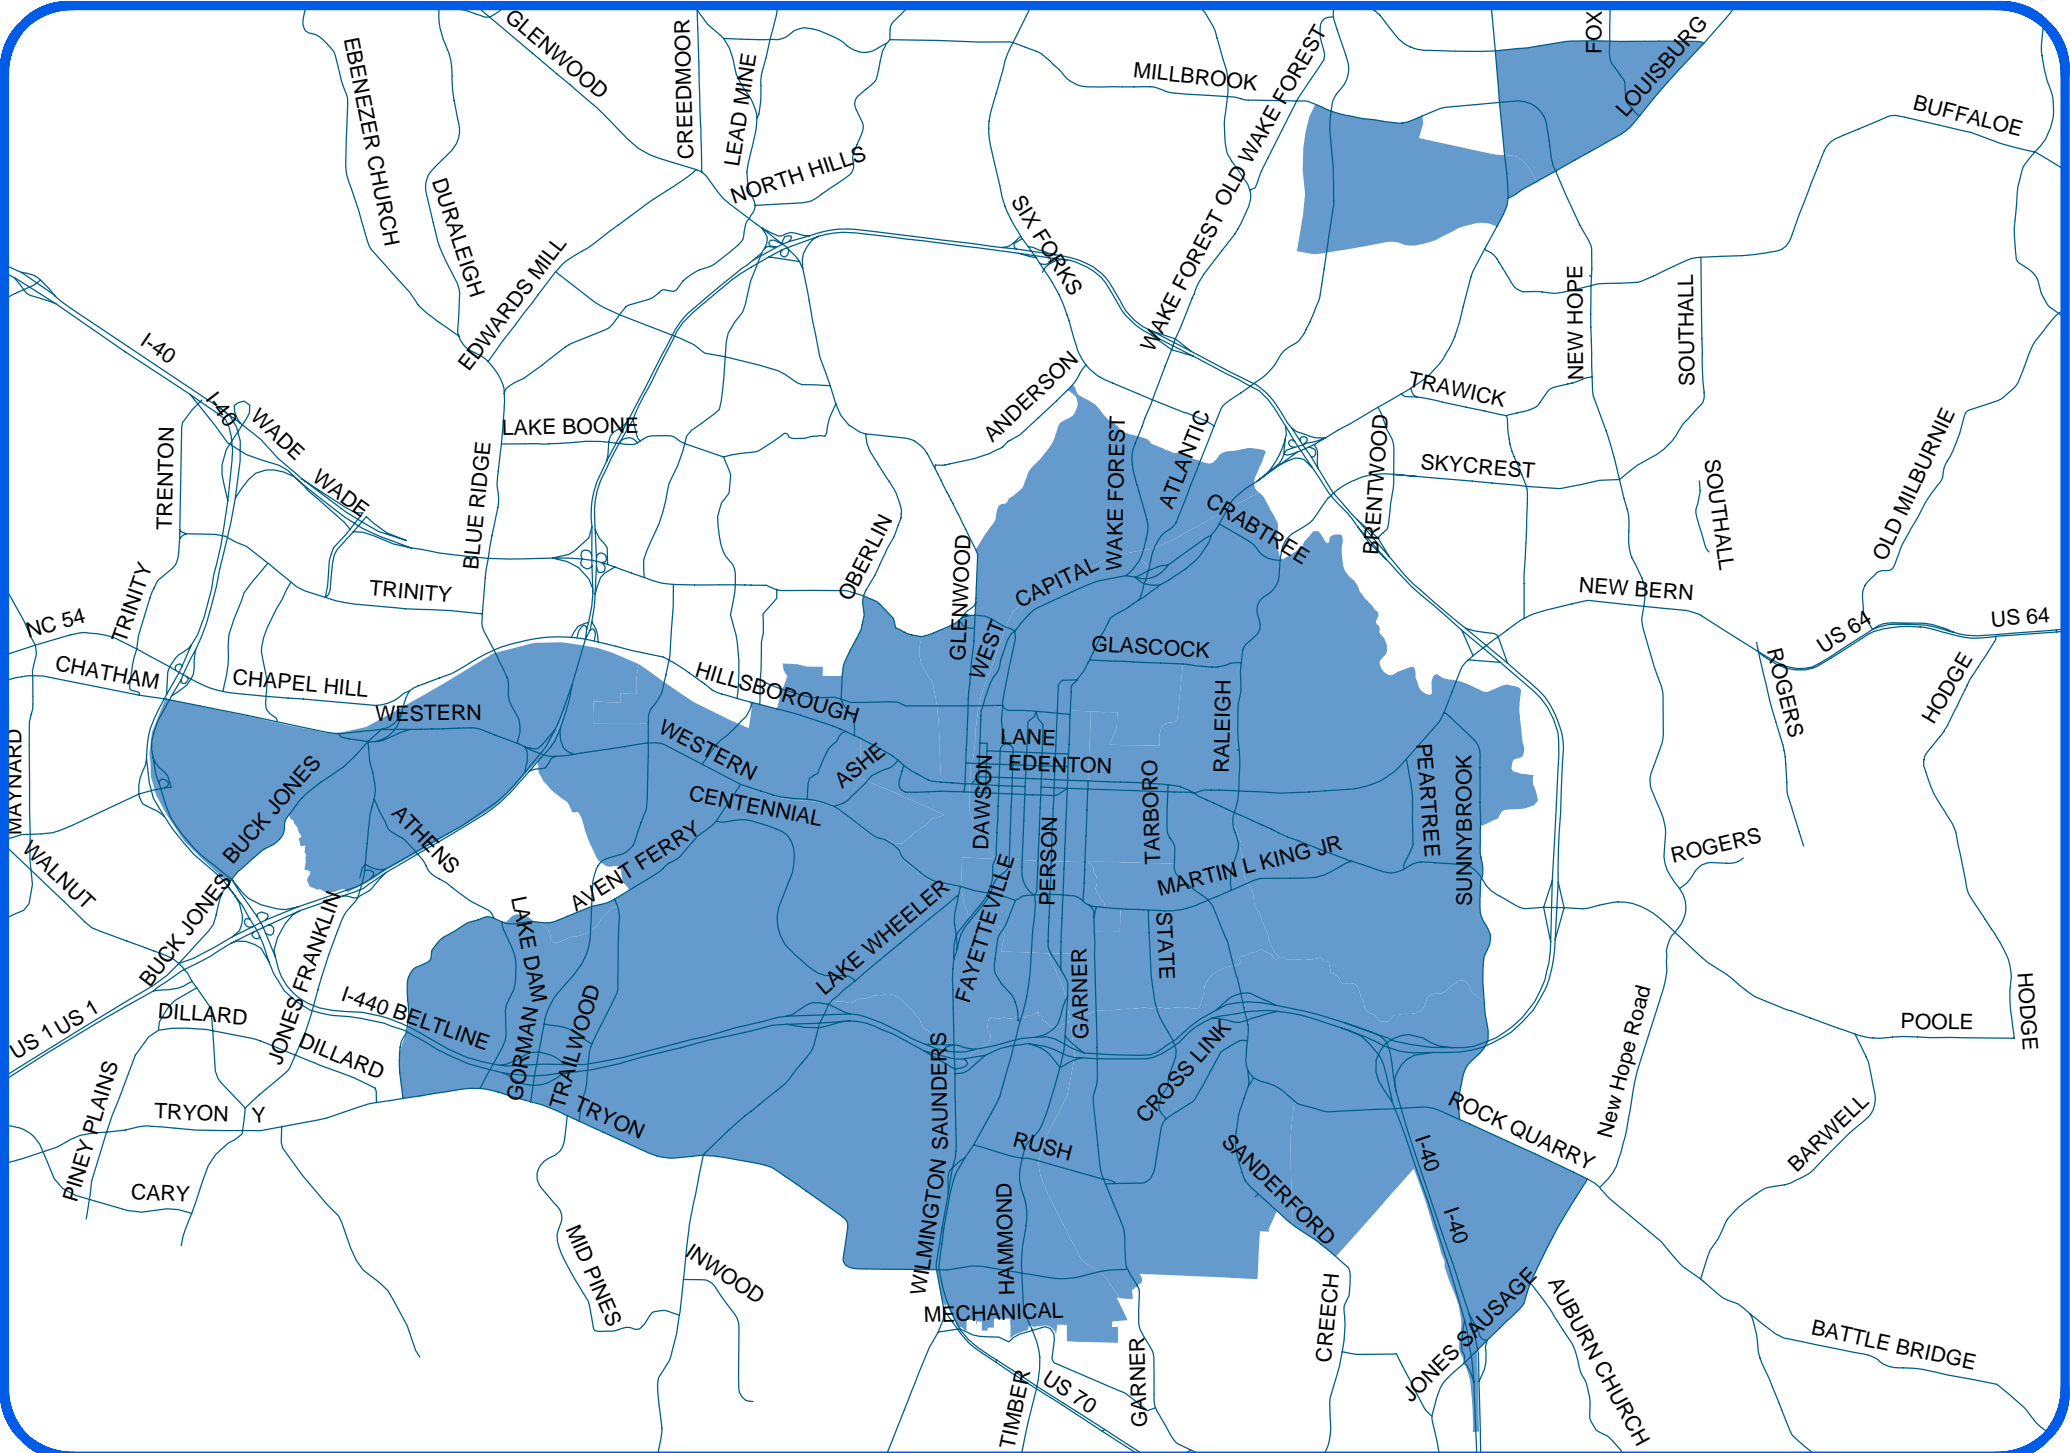 GLENWOOD
CREEDMOOR
LEAD MINE
EBENEZER CHURCH
DURALEIGH
NORTH HILLS
EDWARDS MILL
MILLBROOK
WAKE FOREST OLD WAKE FOREST
SIX FORKS
FOX
LOUISBURG
BUFFALOE
NEW HOPE
SOUTHALL
I-40
I-40
WADE
WADE
TRENTON
LAKE BOONE
BLUE RIDGE
ANDERSON
WAKE FOREST
ATLANTIC
CRABTREE
TRAWICK
BRENTWOOD
SKYCREST
SOUTHALL
OLD MILBURNIE
OBERLIN
GLENWOOD
CAPITAL
TRINITY
TRINITY
NC 54
CHATHAM
CHAPEL HILL
WESTERN
HILLSBOROUGH
WEST
GLASCOCK
NEW BERN
US 64
US 64
ROGERS
HODGE
RALEIGH
LANE
EDENTON
WESTERN
ASHE
CENTENNIAL
DAWSON
PERSON
TARBORO
PEARTREE
SUNNYBROOK
MARTIN L KING JR
ROGERS
MAYNARD
WALNUT
BUCK JONES
BUCK JONES
ATHENS
AVENT FERRY
LAKE WHEELER
FAYETTEVILLE
STATE
GARNER
LAKE DAM
GORMAN
TRAILWOOD
JONES FRANKLIN
I-440 BELTLINE
US 1
US 1
DILLARD
DILLARD
PINEY PLAINS
TRYON
Y
CARY
TRYON
MID PINES
INWOOD
WILMINGTON
SAUNDERS
RUSH
HAMMOND
MECHANICAL
CROSS LINK
SANDERFORD
CREECH
I-40
I-40
ROCK QUARRY
New Hope Road
POOLE
HODGE
BARWELL
JONES SAUSAGE
AUBURN CHURCH
BATTLE BRIDGE
TIMBER
US 70
GARNER